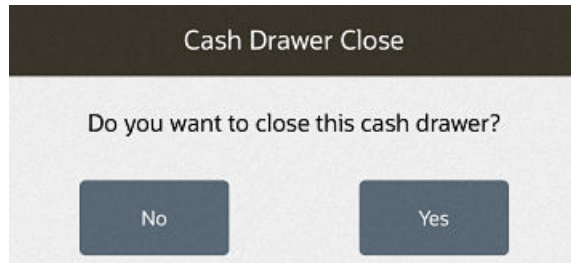 Cash Drawer Close
Do you want to close this cash drawer?
No
Yes